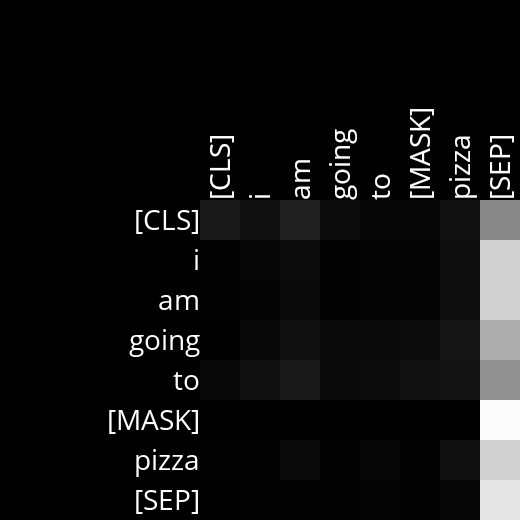 [CLS]
i
am
going
to
[MASK]
pizza
[SEP]
[CLS]
i
am
going
to
[MASK]
pizza
[SEP]